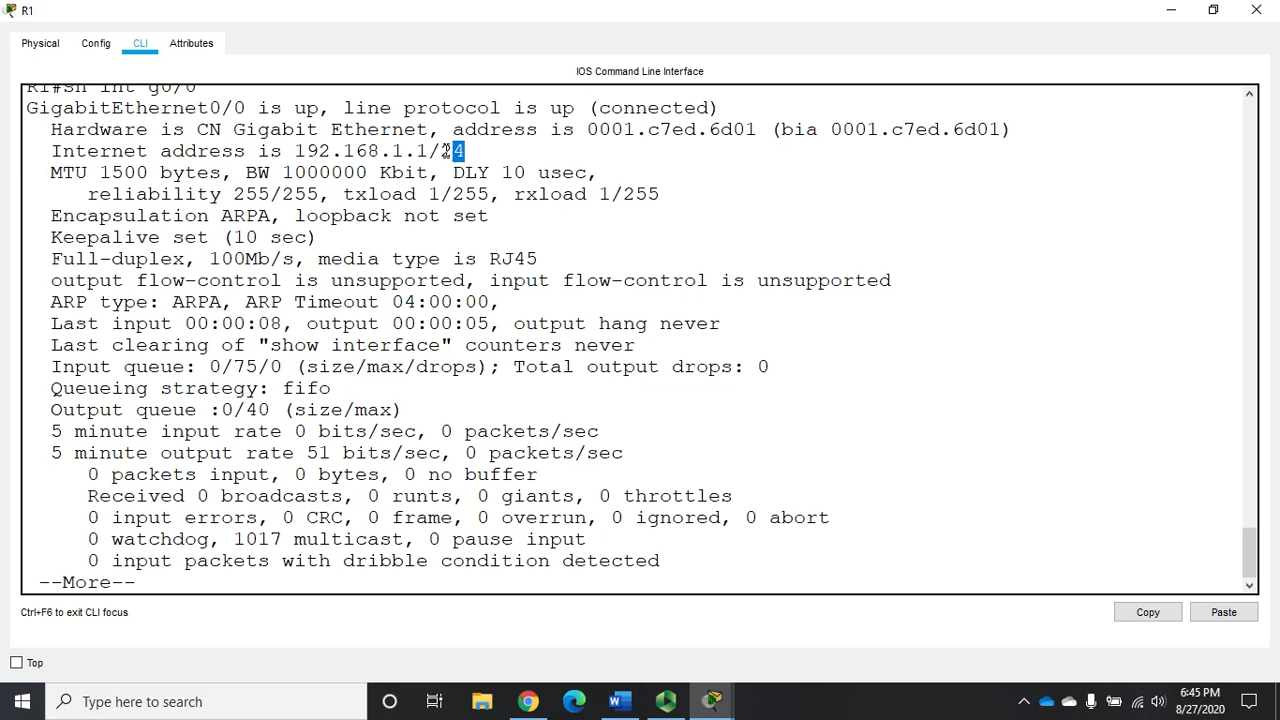 R1
Physical Config CLI Attributes
IOS Command Line Interface
R1#sh int g0/0
GigabitEthernet0/0 is up, line protocol is up (connected)
Hardware is CN Gigabit Ethernet, address is 0001.c7ed.6d01 (bia 0001.c7ed.6d01)
Internet address is 192.168.1.1/24
MTU 1500 bytes, BW 1000000 Kbit, DLY 10 usec,
reliability 255/255, txload 1/255, rxload 1/255
Encapsulation ARPA, loopback not set
Keepalive set (10 sec)
Full-duplex, 100Mb/s, media type is RJ45
output flow-control is unsupported, input flow-control is unsupported
ARP type: ARPA, ARP Timeout 04:00:00,
Last input 00:00:08, output 00:00:05, output hang never
Last clearing of "show interface" counters never
Input queue: 0/75/0 (size/max/drops); Total output drops: 0
Queueing strategy: fifo
Output queue :0/40 (size/max)
5 minute input rate 0 bits/sec, 0 packets/sec
5 minute output rate 51 bits/sec, 0 packets/sec
0 packets input, 0 bytes, 0 no buffer
Received 0 broadcasts, 0 runts, 0 giants, 0 throttles
0 input errors, 0 CRC, 0 frame, 0 overrun, 0 ignored, 0 abort
0 watchdog, 1017 multicast, 0 pause input
0 input packets with dribble condition detected
--More--
Ctrl+F6 to exit CLI focus
Copy Paste
Top
Type here to search
6:45 PM
8/27/2020